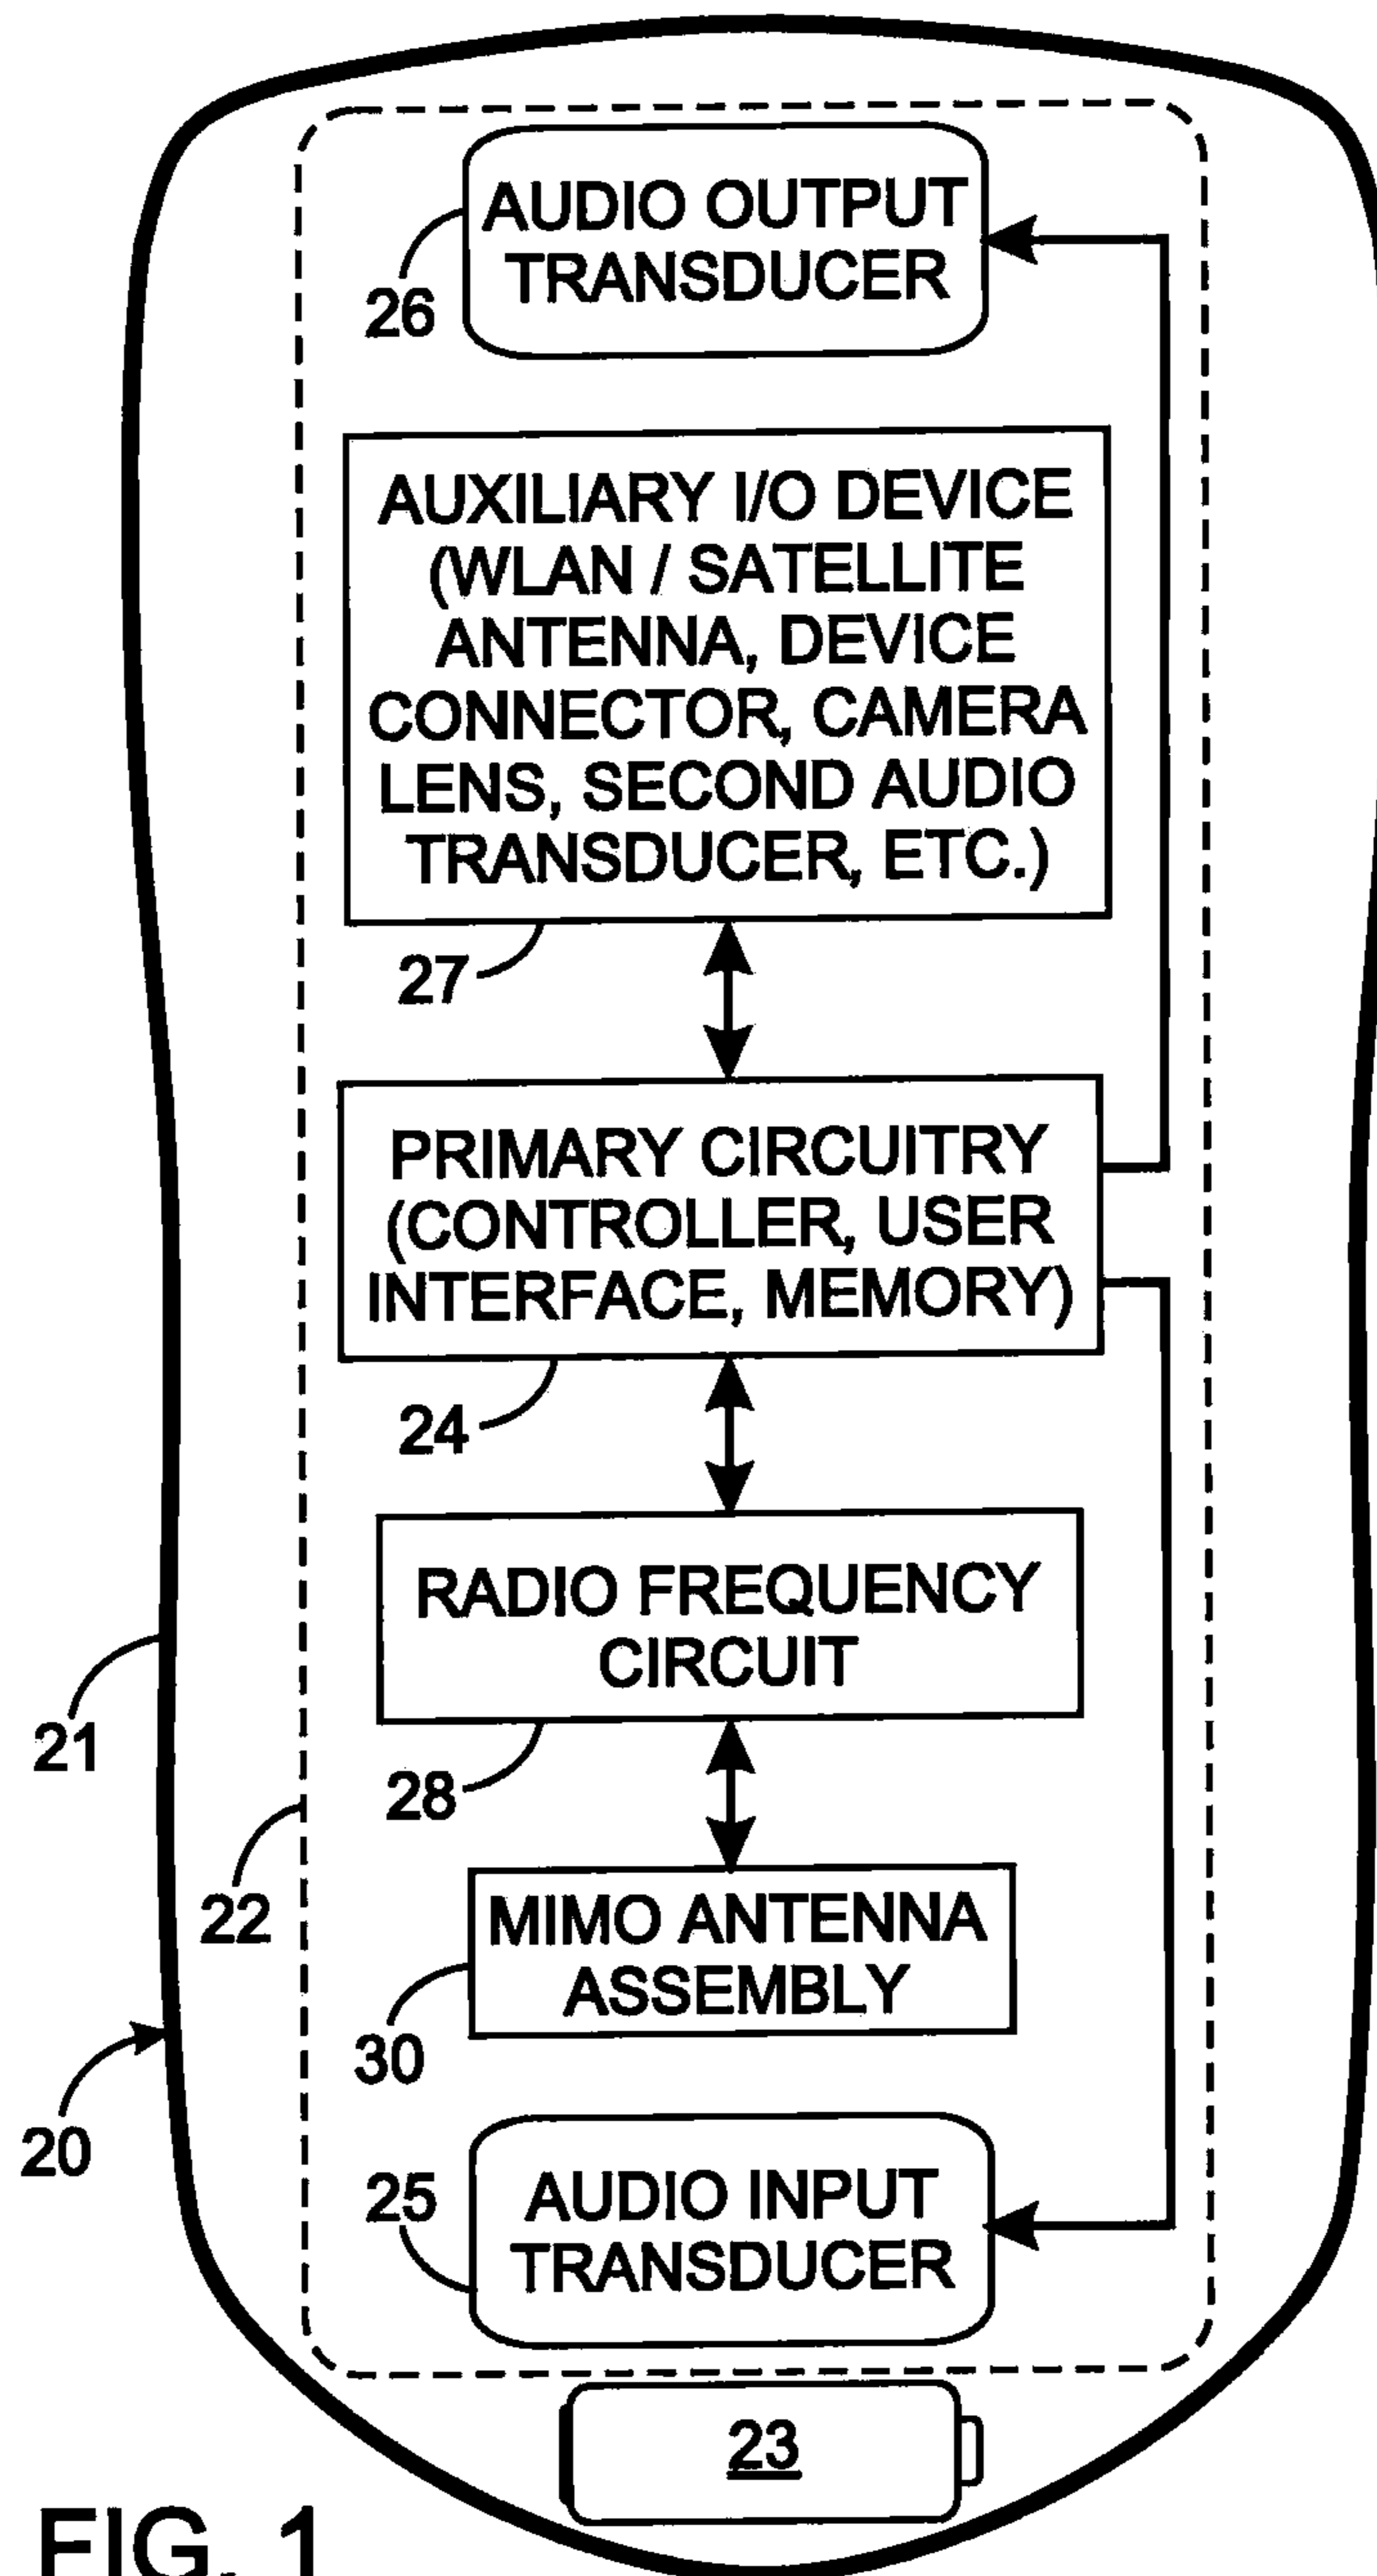 AUDIO OUTPUT
TRANSDUCER
26
AUXILIARY I/O DEVICE
(WLAN / SATELLITE
ANTENNA, DEVICE
CONNECTOR, CAMERA
LENS, SECOND AUDIO
TRANSDUCER, ETC.)
27
PRIMARY CIRCUITRY
(CONTROLLER, USER
INTERFACE, MEMORY)
24
RADIO FREQUENCY
CIRCUIT
21
28
22
MIMO ANTENNA
ASSEMBLY
30
20
25
AUDIO INPUT
TRANSDUCER
23
FIG. 1